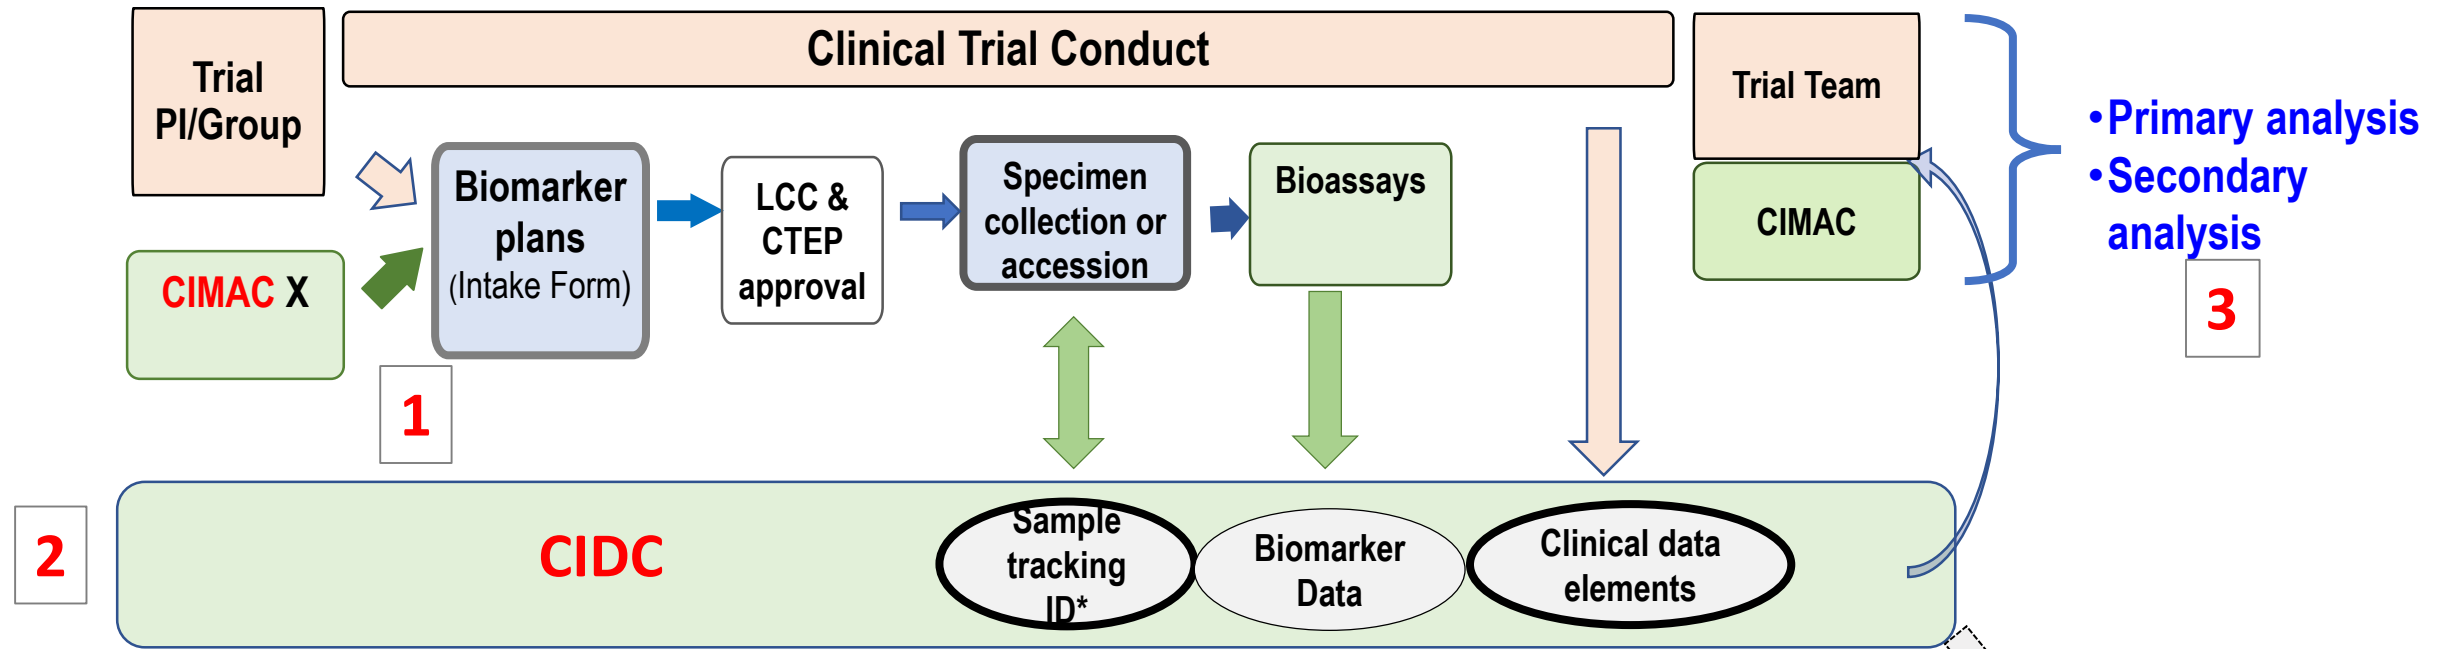 Trial
PI/Group
Clinical Trial Conduct
Trial Team
CIMAC
•Primary analysis
•Secondary
analysis
3
CIMAC X
1
Biomarker
plans
(Intake Form)
LCC &
CTEP
approval
Specimen
collection or
accession
Bioassays
2
CIDC
Sample
tracking
ID*
Biomarker
Data
Clinical data
elements